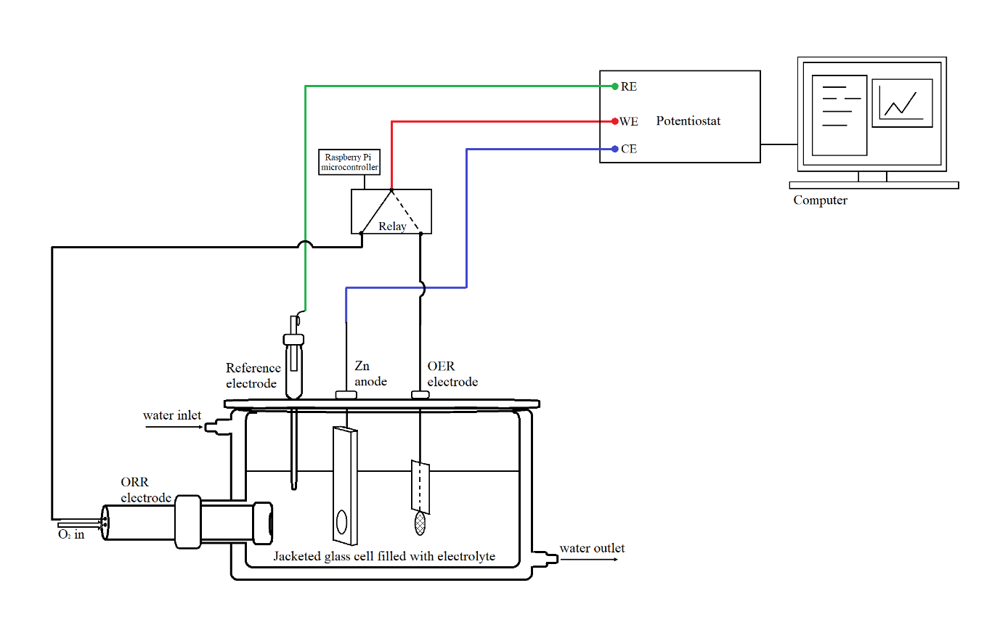 RE
WE
Potentiostat
CE
Raspberry Pi
microcontroller
Computer
Relay
Reference
electrode
Zn
anode
OER
electrode
water inlet
ORR
electrode
O₂ in
Jacketed glass cell filled with electrolyte
water outlet